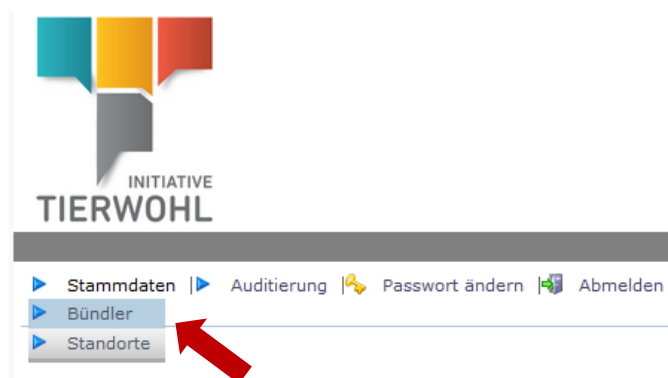 INITIATIVE
TIERWOHL
Stammdaten | Auditierung | Passwort ändern | Abmelden
Bündler
Standorte